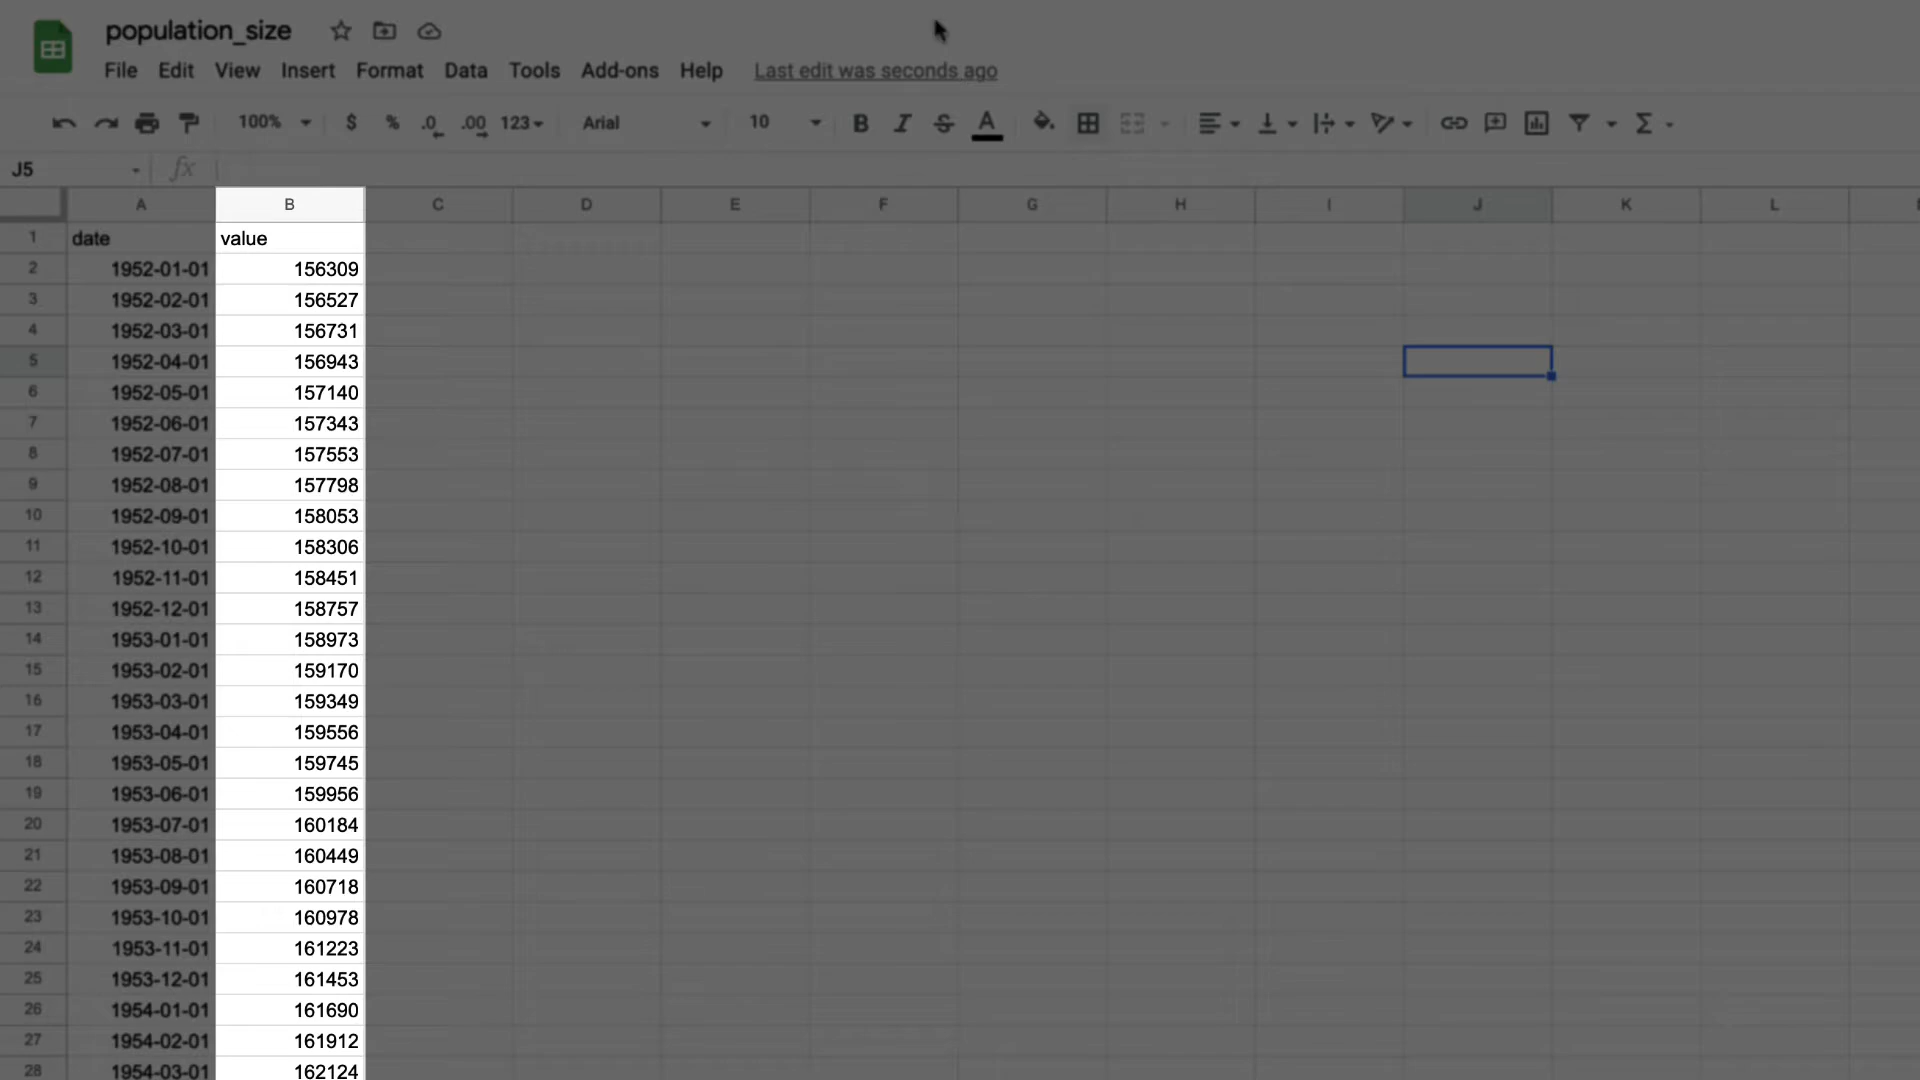 population_size
File Edit View Insert Format Data Tools Add-ons Help Last edit was seconds ago
100% $ % .0 .00 123 Arial 10 B I S A Σ
J5 fx
A B C D E F G H I J K L
1 date value
2 1952-01-01 156309
3 1952-02-01 156527
4 1952-03-01 156731
5 1952-04-01 156943
6 1952-05-01 157140
7 1952-06-01 157343
8 1952-07-01 157553
9 1952-08-01 157798
10 1952-09-01 158053
11 1952-10-01 158306
12 1952-11-01 158451
13 1952-12-01 158757
14 1953-01-01 158973
15 1953-02-01 159170
16 1953-03-01 159349
17 1953-04-01 159556
18 1953-05-01 159745
19 1953-06-01 159956
20 1953-07-01 160184
21 1953-08-01 160449
22 1953-09-01 160718
23 1953-10-01 160978
24 1953-11-01 161223
25 1953-12-01 161453
26 1954-01-01 161690
27 1954-02-01 161912
28 1954-03-01 162124